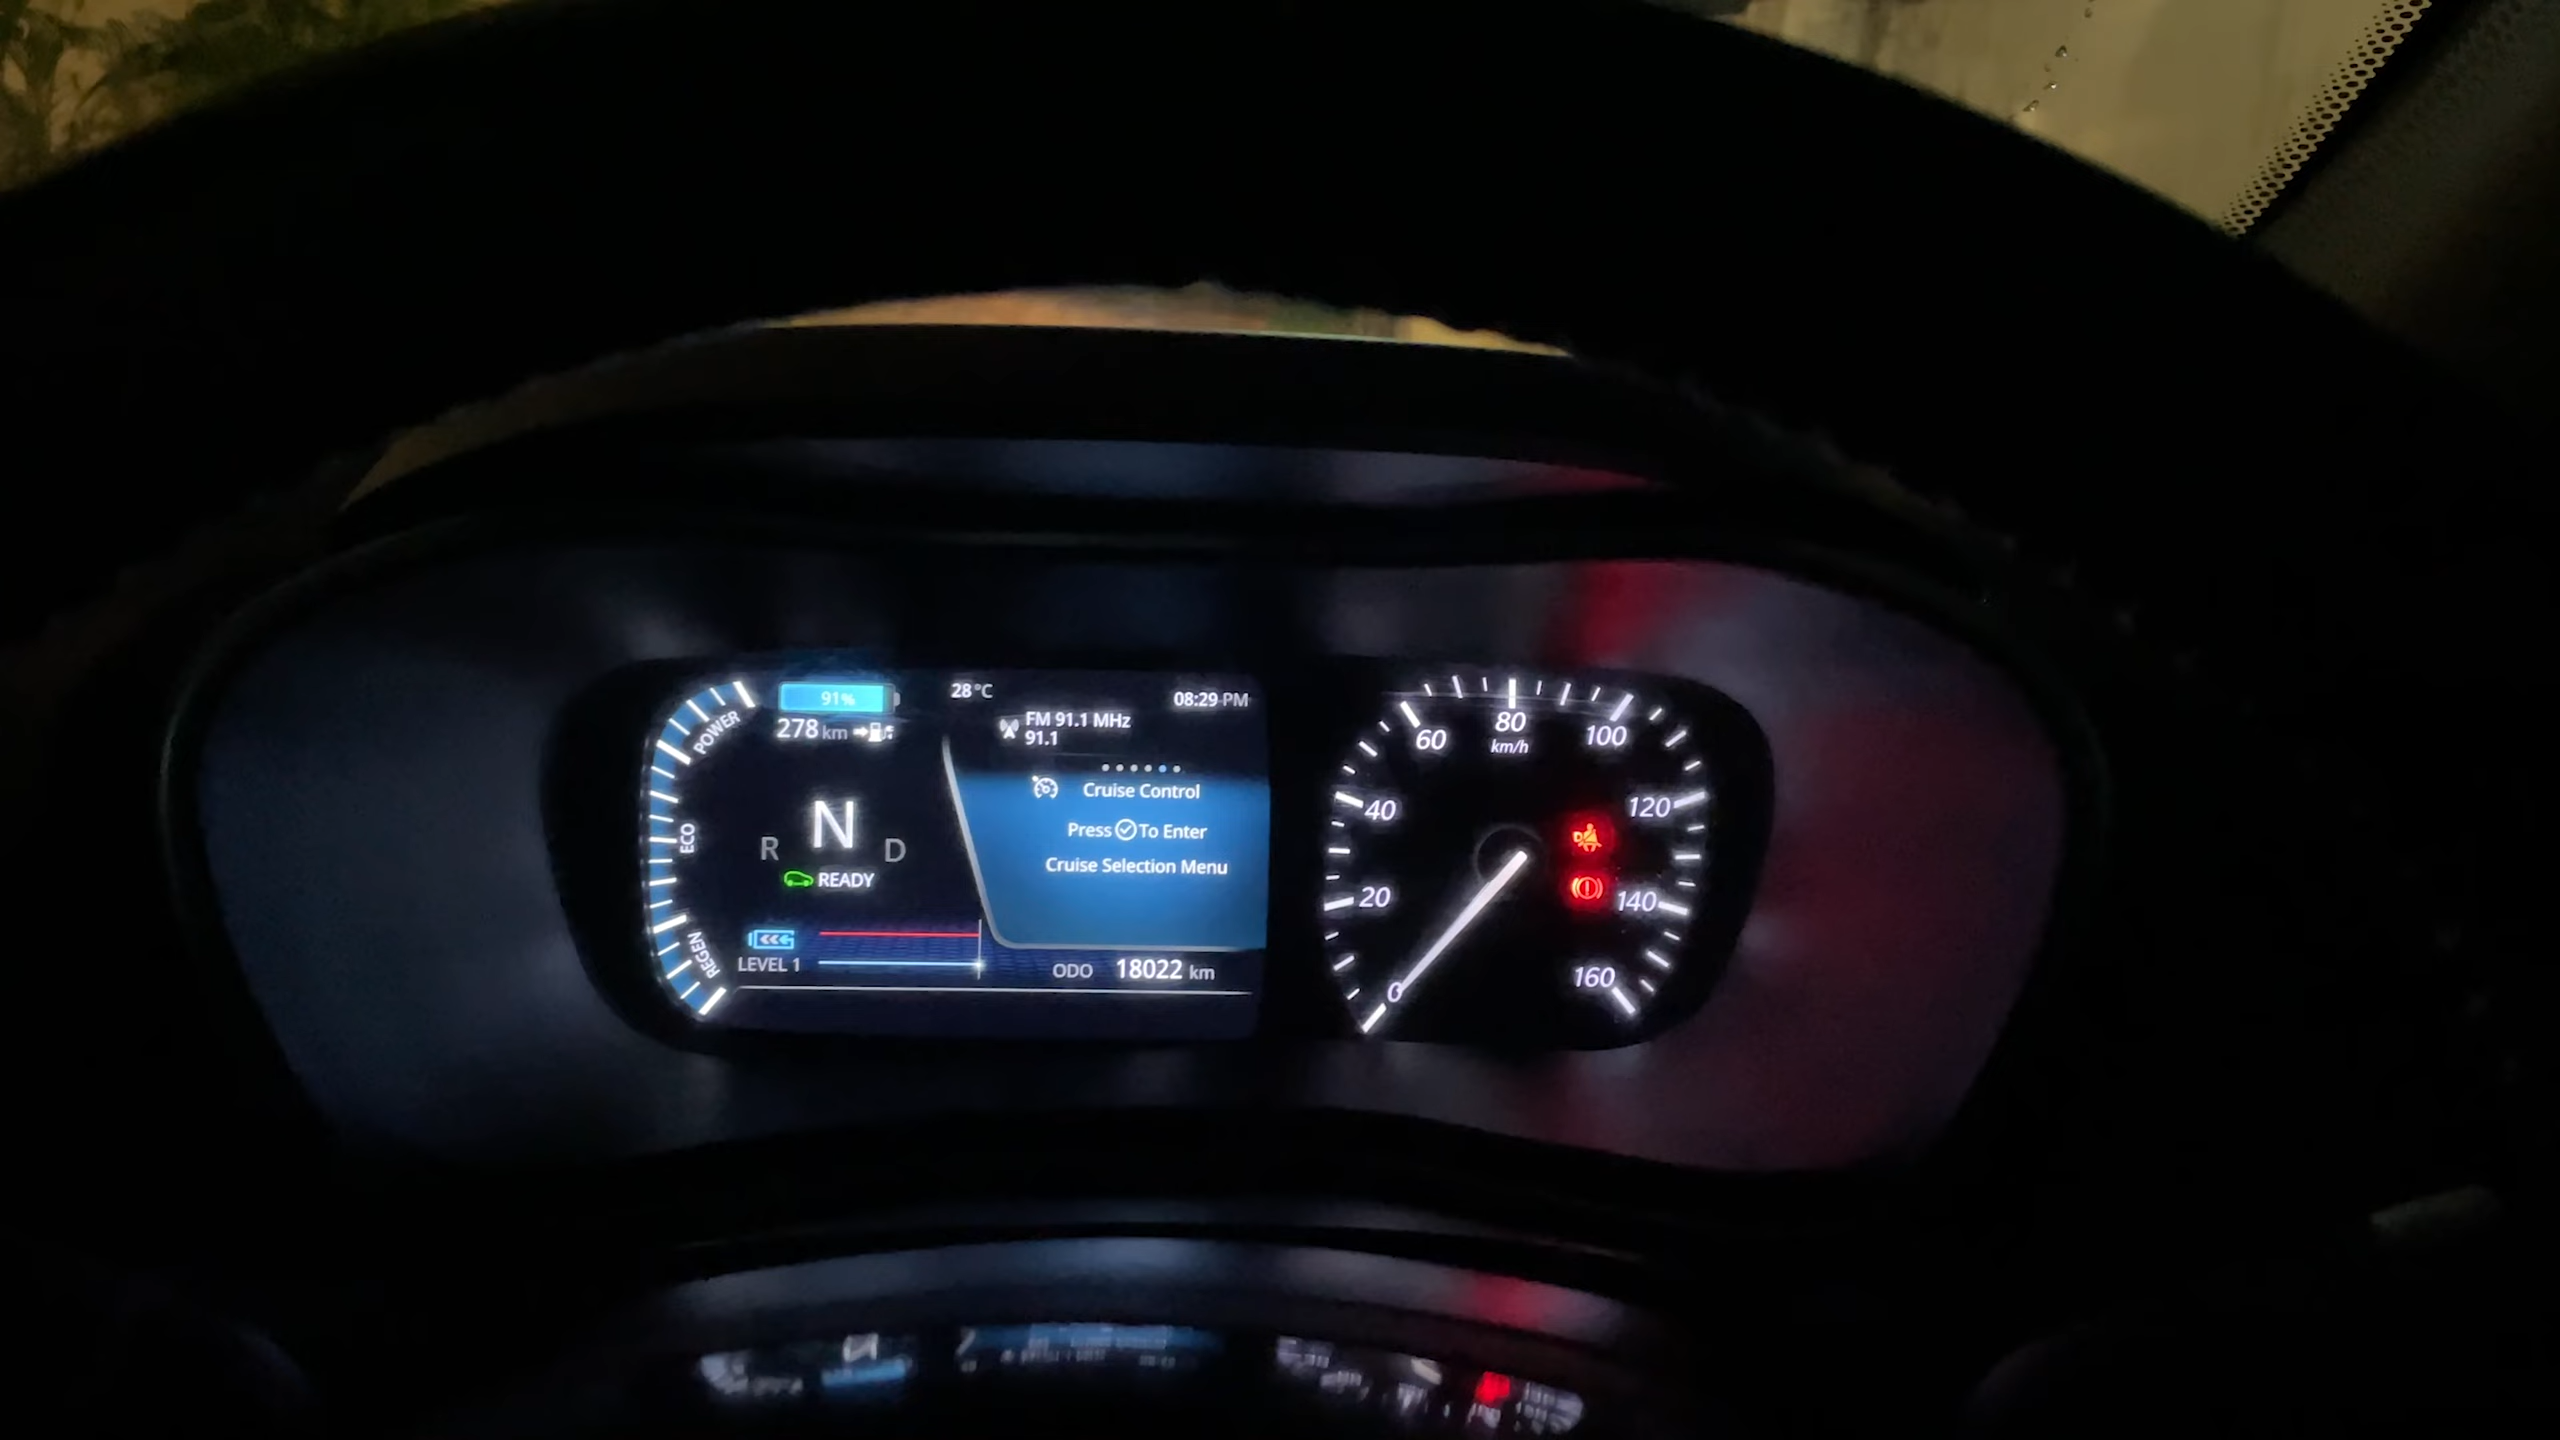 91%
278 km
28°C
08:29 PM
FM 91.1 MHz
91.1
POWER
ECO
REGEN
N
R D
READY
Cruise Control
Press To Enter
Cruise Selection Menu
LEVEL 1
ODO 18022 km
0
20
40
60
80
km/h
100
120
140
160